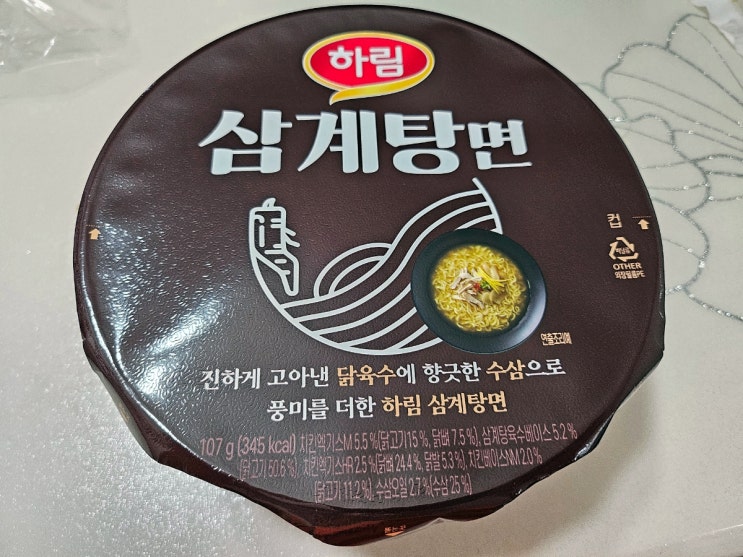 하림
삼계탕면
컵
OTHER
연출조리예
진하게 고아낸 닭육수에 향긋한 수삼으로
풍미를 더한 하림 삼계탕면
107 g (345 kcal) 치킨엑기스M 5.5 %(닭고기 15 %, 닭뼈 7.5 %), 삼계탕육수베이스 5.2 %
(닭고기 50.6 %), 치킨엑기스HR 2.5 %(닭뼈 24.4 %, 닭발 5.3 %), 치킨베이스NM 2.0 %
(닭고기 11.2 %), 수삼오일 2.7 %(수삼 25 %)